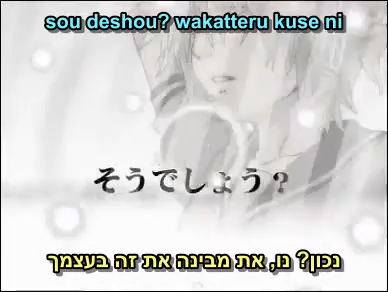 sou deshou? wakatteru kuse ni
そうでしょう?
נכון? נו, את מבינה את זה בעצמך